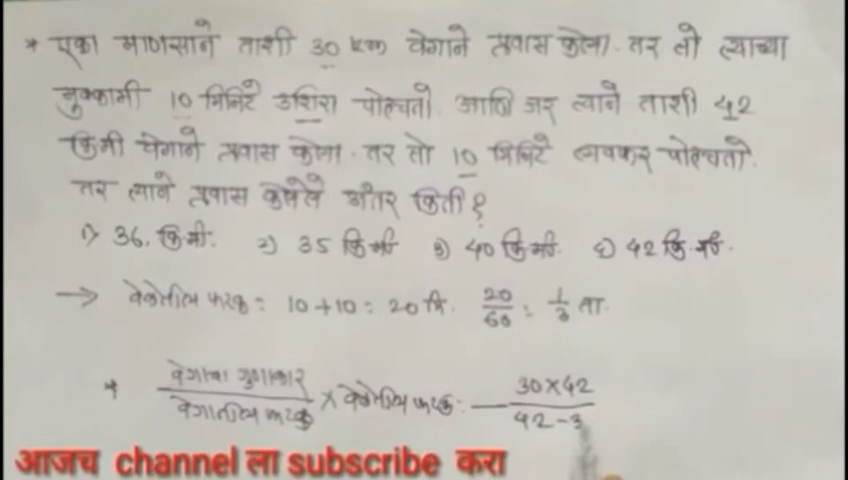 * एका माणसाने ताशी 30 km वेगाने प्रवास केला. तर तो त्याच्या
मुक्कामी 10 मिनिटे उशिरा पोहचतो. आणि जर त्याने ताशी 42
किमी वेगाने प्रवास केला. तर तो 10 मिनिटे लवकर पोहचतो.
तर त्याने प्रवास केलेले अंतर किती?
1) 36. कि.मी. 2) 35 कि.मी 3) 40 कि.मी. 4) 42 कि.मी.
→ वेळेतील फरक = 10+10 = 20 मि. 20/60 = 1/3 ता.
* वेगाचा गुणाकार/वेगातील फरक × वेळेतील फरक = 30×42/42-3
आजच channel ला subscribe करा